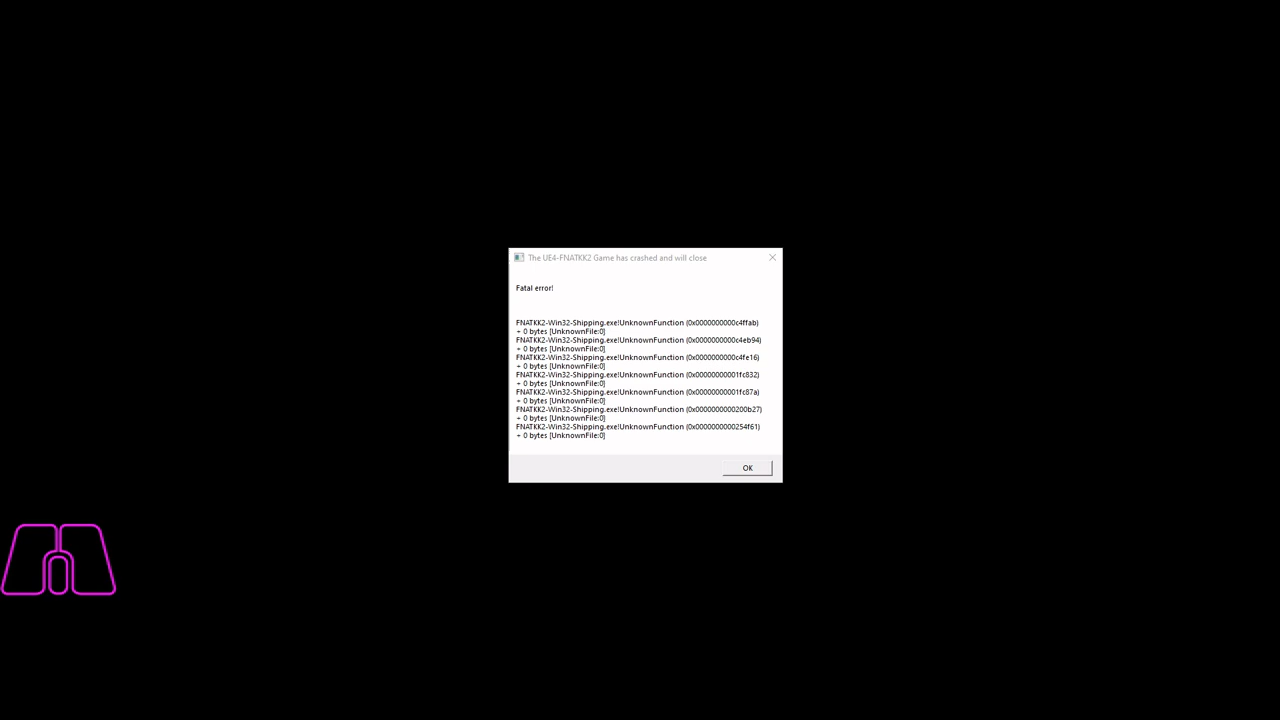 The UE4-FNATKK2 Game has crashed and will close
Fatal error!
FNATKK2-Win32-Shipping.exe!UnknownFunction (0x0000000000c4ffab)
+ 0 bytes [UnknownFile:0]
FNATKK2-Win32-Shipping.exe!UnknownFunction (0x0000000000c4eb94)
+ 0 bytes [UnknownFile:0]
FNATKK2-Win32-Shipping.exe!UnknownFunction (0x0000000000c4fe16)
+ 0 bytes [UnknownFile:0]
FNATKK2-Win32-Shipping.exe!UnknownFunction (0x00000000001fc832)
+ 0 bytes [UnknownFile:0]
FNATKK2-Win32-Shipping.exe!UnknownFunction (0x00000000001fc87a)
+ 0 bytes [UnknownFile:0]
FNATKK2-Win32-Shipping.exe!UnknownFunction (0x0000000000200b27)
+ 0 bytes [UnknownFile:0]
FNATKK2-Win32-Shipping.exe!UnknownFunction (0x0000000000254f61)
+ 0 bytes [UnknownFile:0]
OK